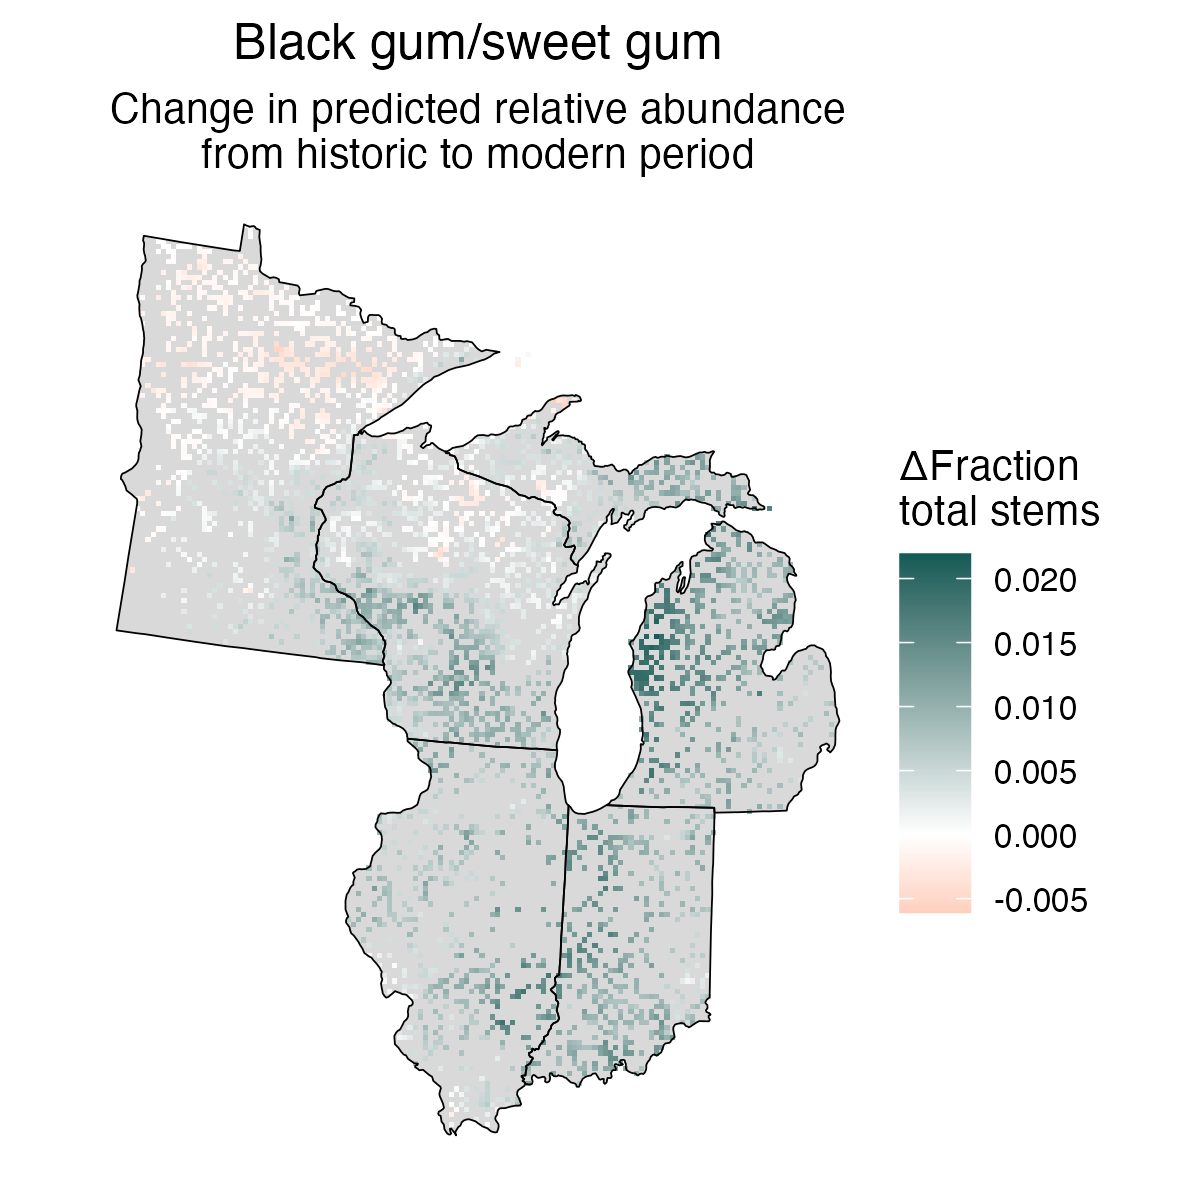 Black gum/sweet gum
Change in predicted relative abundance
from historic to modern period
ΔFraction
total stems
0.020
0.015
0.010
0.005
0.000
-0.005